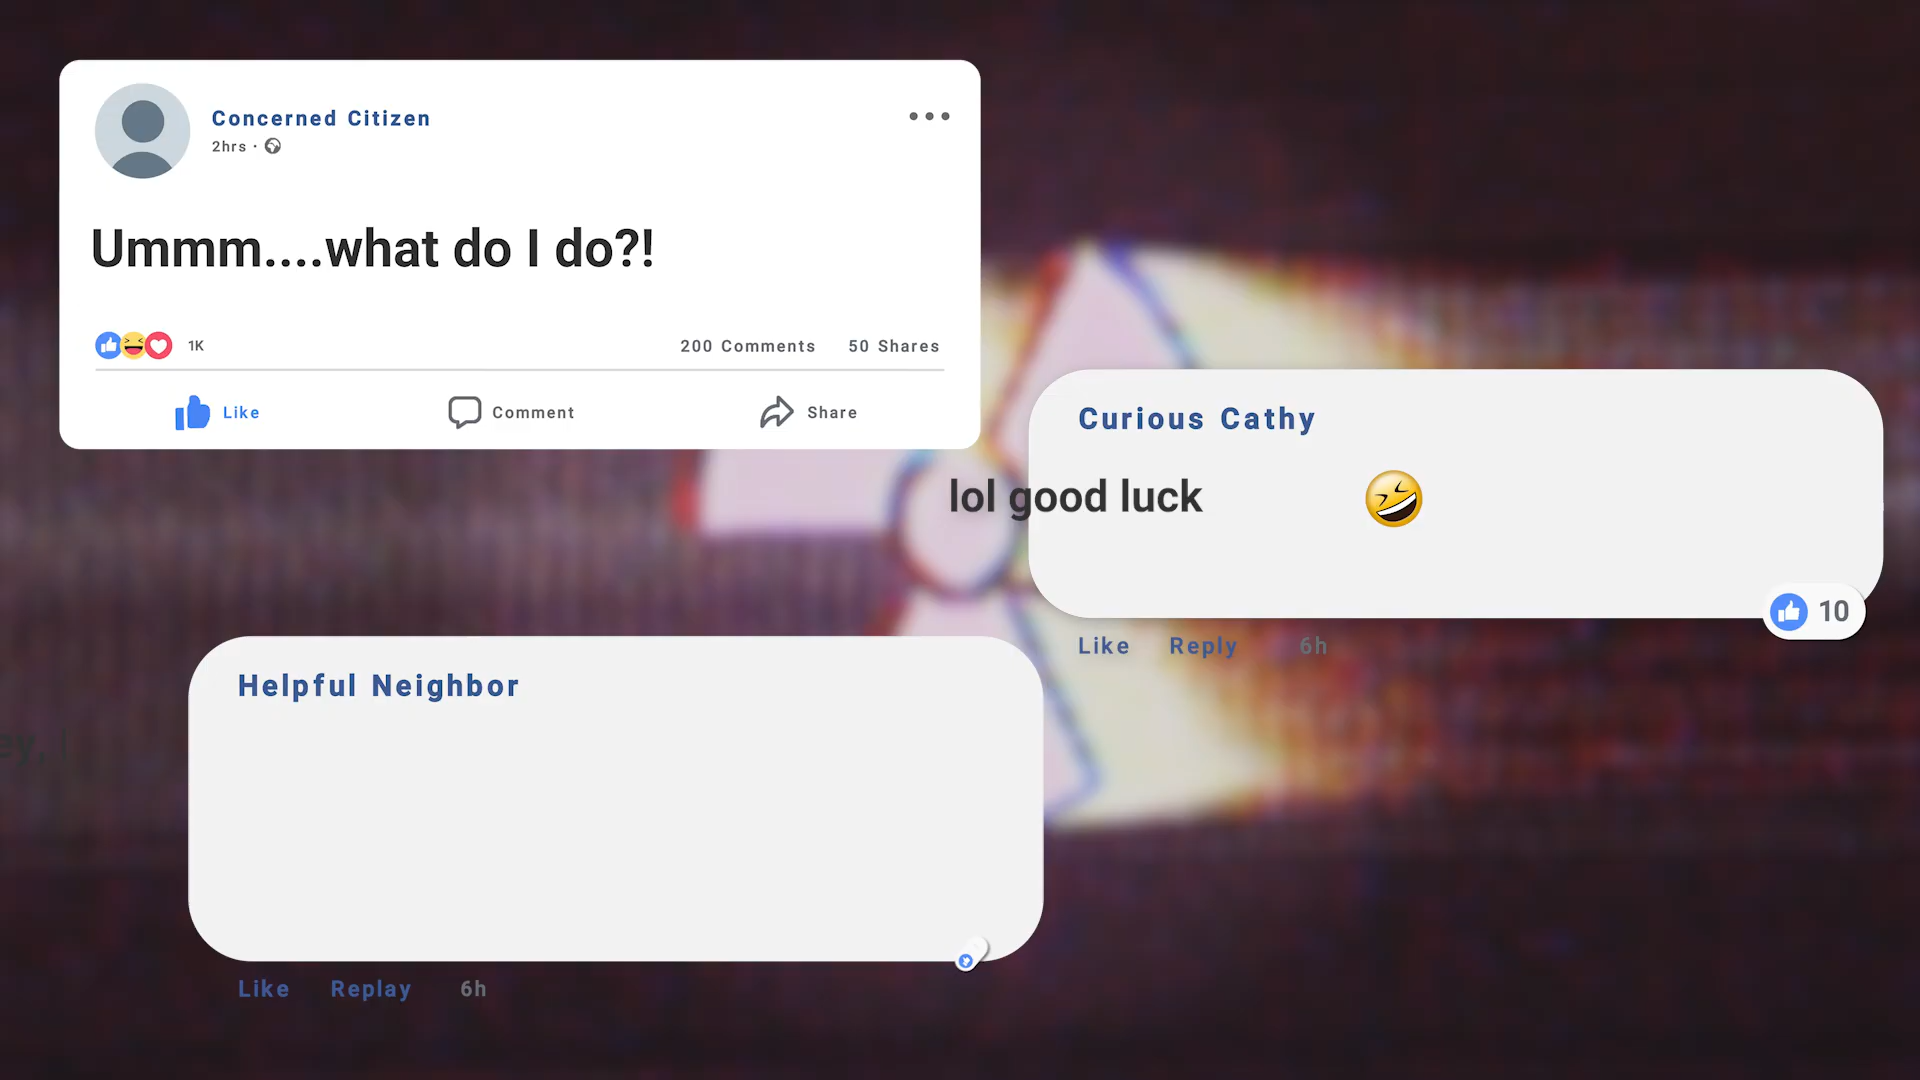 Concerned Citizen
2hrs ·
Ummm....what do I do?!
1K
200 Comments 50 Shares
Like Comment Share
Curious Cathy
lol good luck 🤣
10
Like Reply 6h
Helpful Neighbor
ey, I
Like Replay 6h